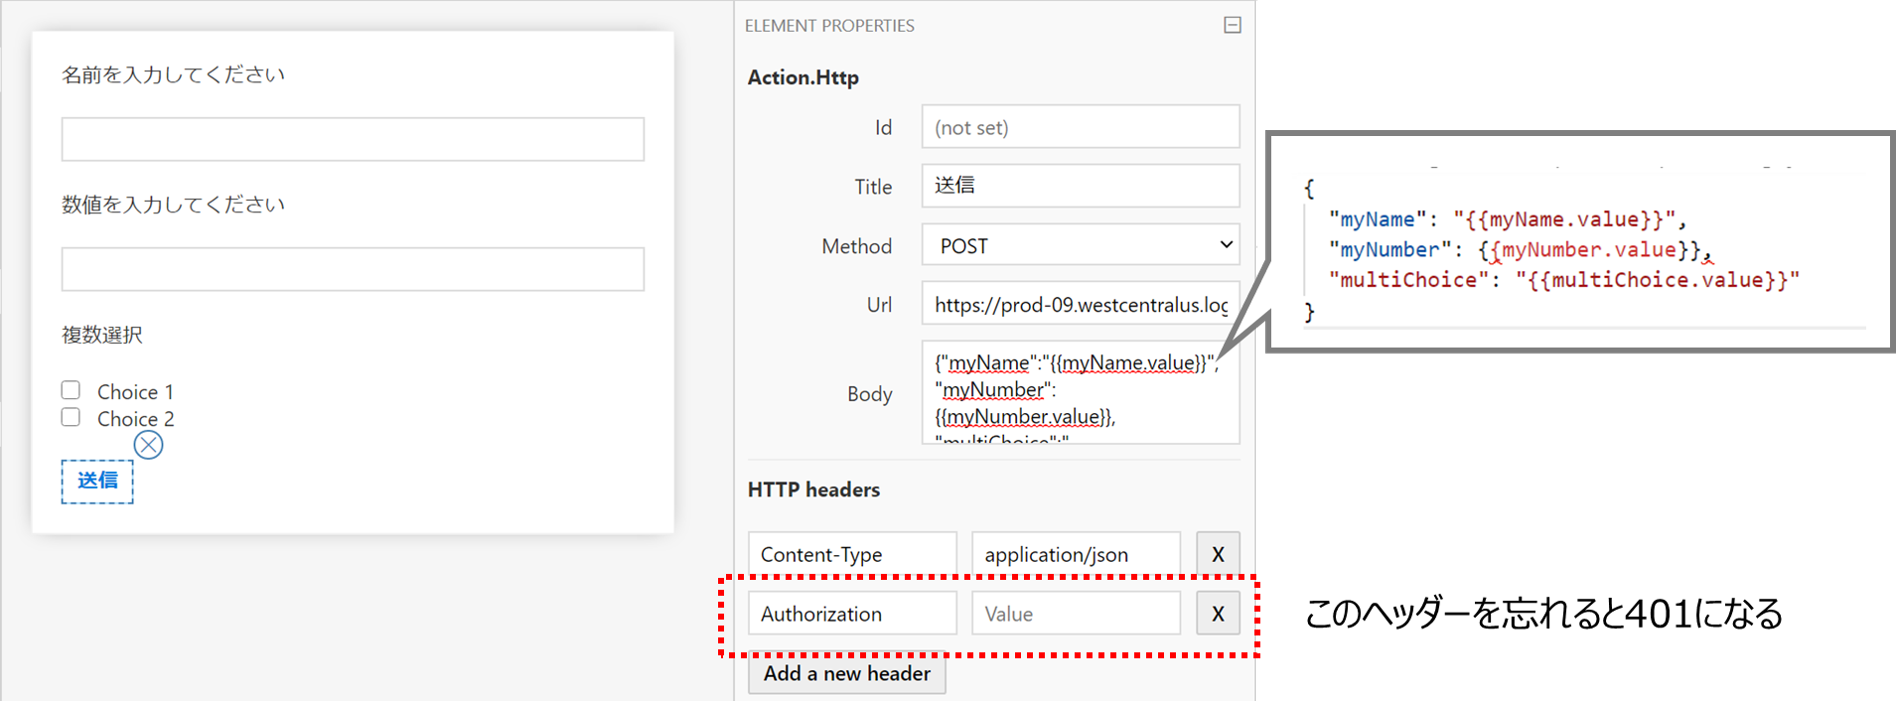 名前を入力してください
数値を入力してください
複数選択
Choice 1
Choice 2
送信
ELEMENT PROPERTIES
Action.Http
Id
(not set)
Title
送信
Method
POST
Url
https://prod-09.westcentralus.log
Body
{"myName":"{{myName.value}}",
"myNumber":
{{myNumber.value}},
"multiChoice":"
HTTP headers
Content-Type
application/json
X
Authorization
Value
X
Add a new header
{
"myName": "{{myName.value}}",
"myNumber": {{myNumber.value}},
"multiChoice": "{{multiChoice.value}}"
}
このヘッダーを忘れると401になる